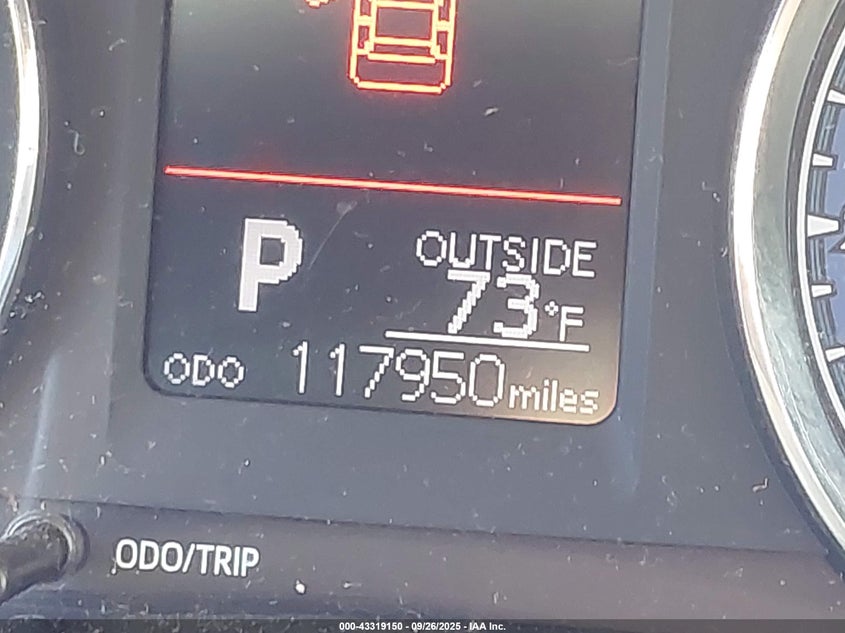 P
OUTSIDE
73°F
ODO 117950 miles
ODO/TRIP
000-43319150 - 09/26/2025 - IAA Inc.